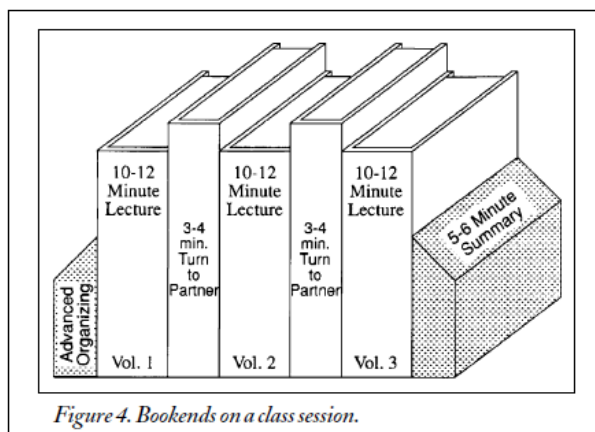 Advanced
Organizing
10-12
Minute
Lecture
Vol. 1
3-4
min.
Turn
to
Partner
10-12
Minute
Lecture
Vol. 2
3-4
min.
Turn
to
Partner
10-12
Minute
Lecture
Vol. 3
5-6 Minute
Summary
Figure 4. Bookends on a class session.